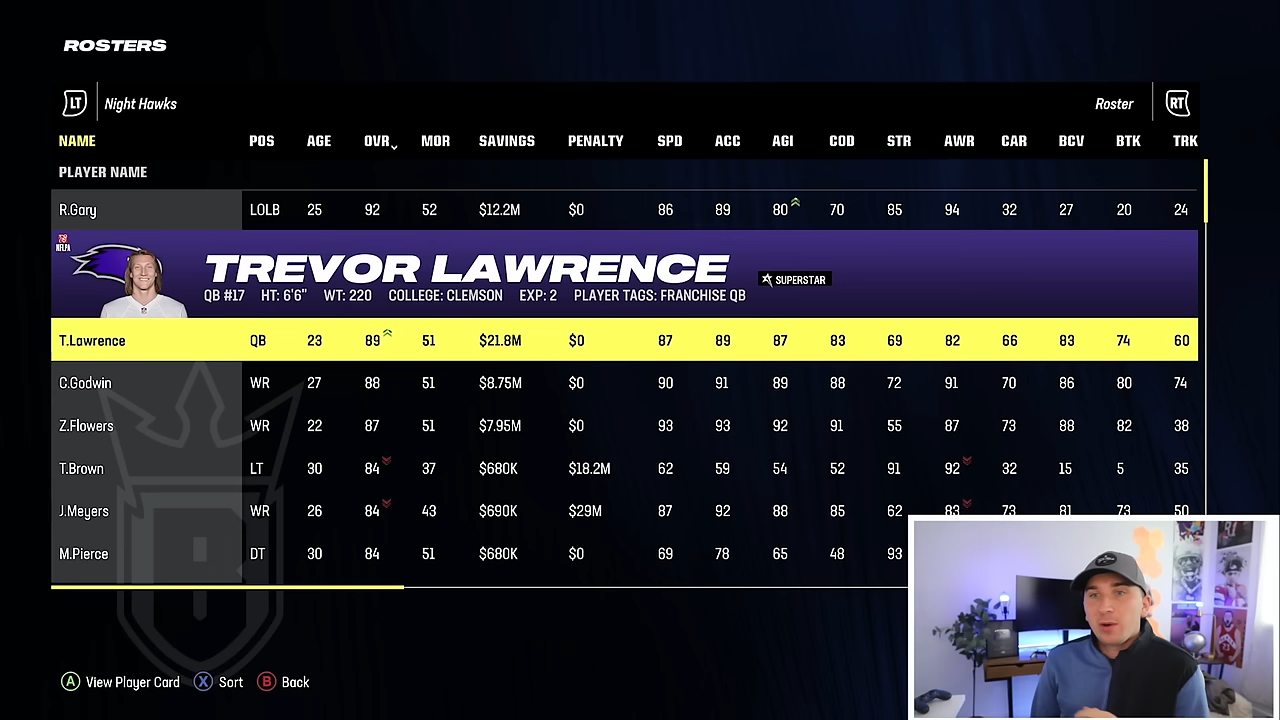 ROSTERS
LT Night Hawks Roster RT
NAME POS AGE OVR MOR SAVINGS PENALTY SPD ACC AGI COD STR AWR CAR BCV BTK TRK
PLAYER NAME
R.Gary LOLB 25 92 52 $12.2M $0 86 89 80 70 85 94 32 27 20 24
NFLPA
TREVOR LAWRENCE SUPERSTAR
QB #17 HT: 6'6" WT: 220 COLLEGE: CLEMSON EXP: 2 PLAYER TAGS: FRANCHISE QB
T.Lawrence QB 23 89 51 $21.8M $0 87 89 87 83 69 82 66 83 74 60
C.Godwin WR 27 88 51 $8.75M $0 90 91 89 88 72 91 70 86 80 74
Z.Flowers WR 22 87 51 $7.95M $0 93 93 92 91 55 87 73 88 82 38
T.Brown LT 30 84 37 $680K $18.2M 62 59 54 52 91 92 32 15 5 35
J.Meyers WR 26 84 43 $690K $29M 87 92 88 85 62 83 73 81 73 50
M.Pierce DT 30 84 51 $680K $0 69 78 65 48 93
B
A View Player Card X Sort B Back